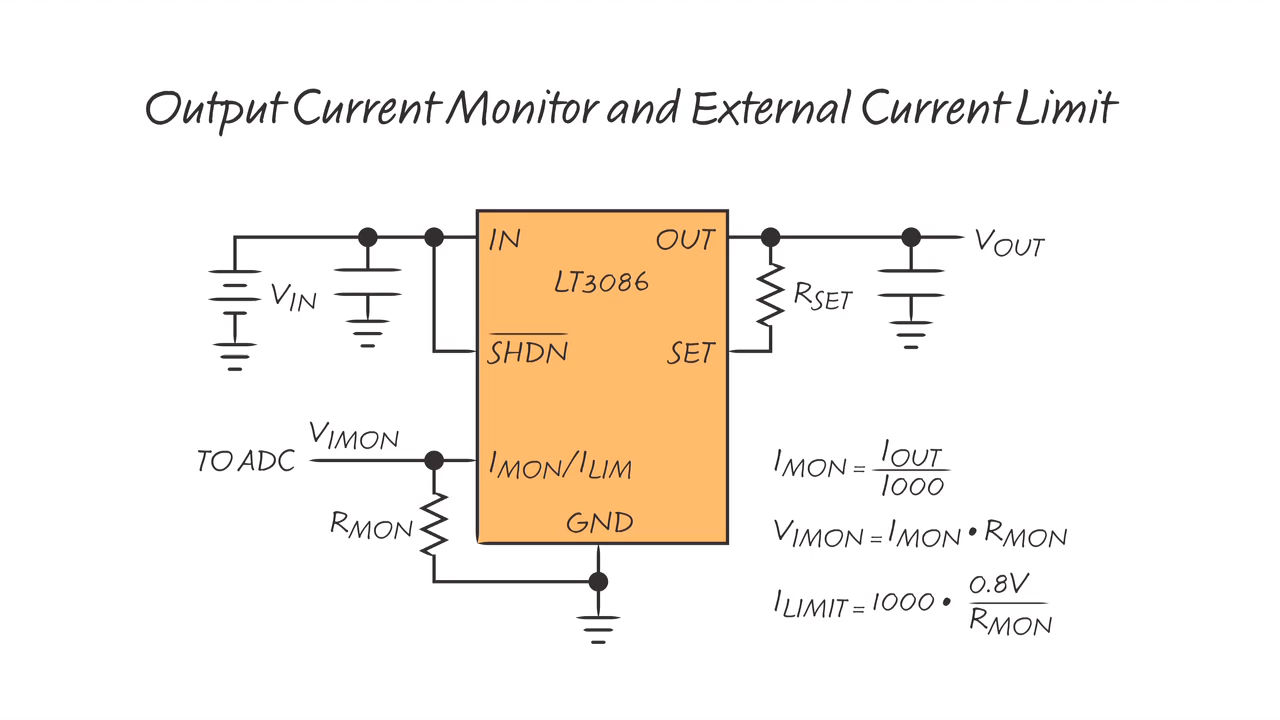 Output Current Monitor and External Current Limit
IN
OUT
LT3086
VIN
RSET
VOUT
SHDN
SET
VIMON
TO ADC
IMON/ILIM
RMON
GND
IMON = IOUT/1000
VIMON = IMON • RMON
ILIMIT = 1000 • 0.8V/RMON